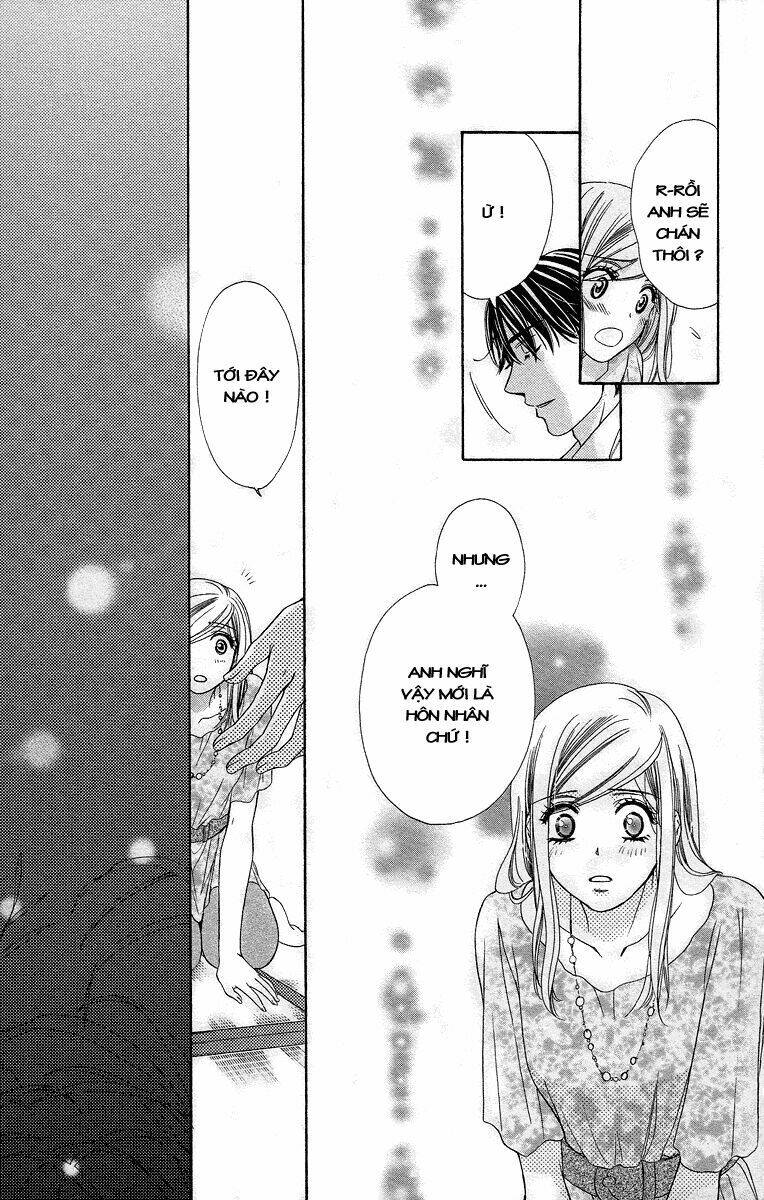 R-RỒI
ANH SẼ
CHÁN
THÔI ?
Ừ !
NHƯNG
...
ANH NGHĨ
VẬY MỚI LÀ
HÔN NHÂN
CHỨ !
TỚI ĐÂY
NÀO !